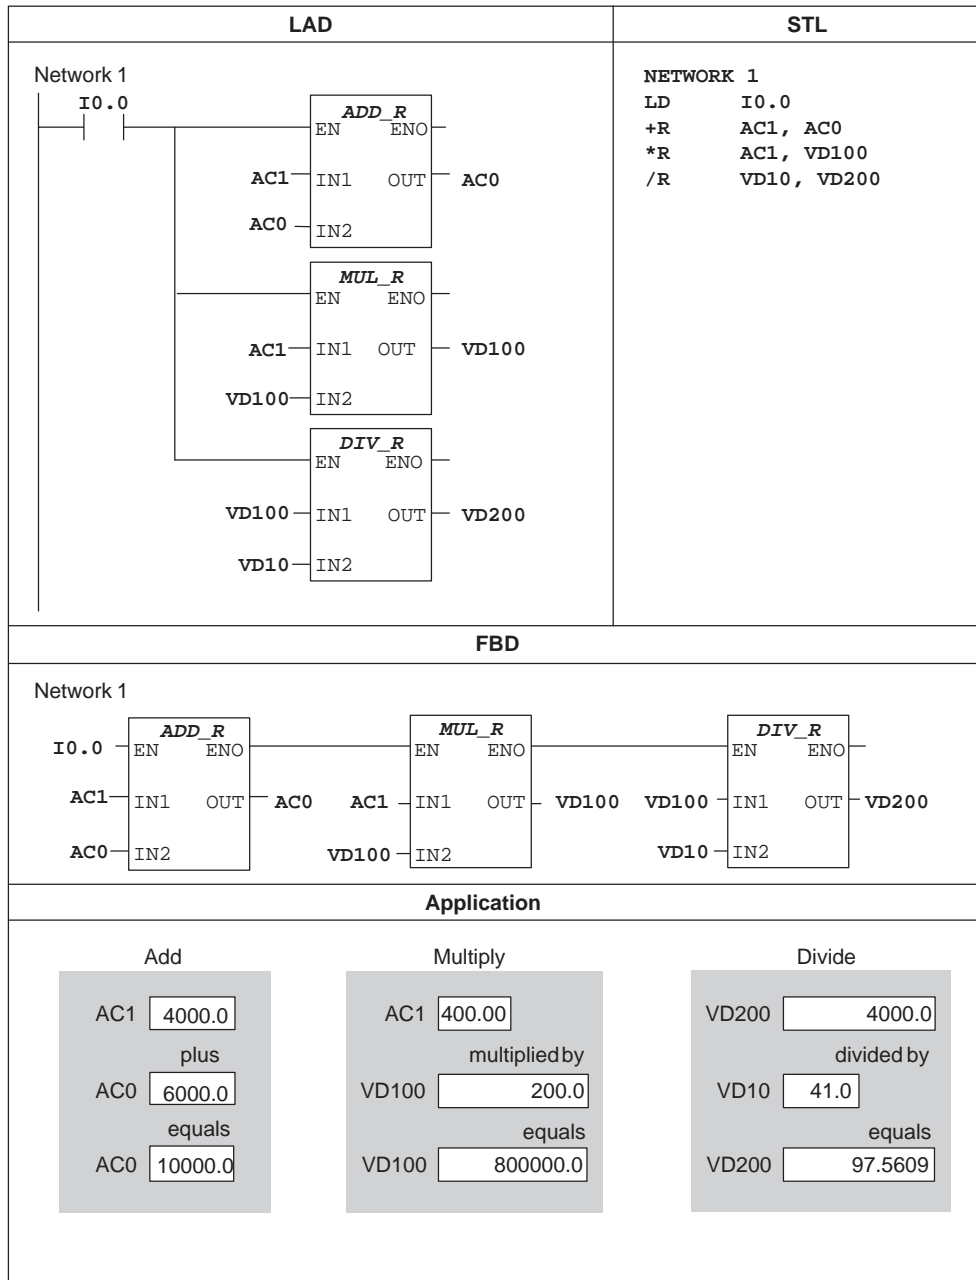 LAD
STL
Network 1
I0.0
ADD_R
EN ENO
AC1 IN1 OUT AC0
AC0 IN2
MUL_R
EN ENO
AC1 IN1 OUT VD100
VD100 IN2
DIV_R
EN ENO
VD100 IN1 OUT VD200
VD10 IN2
NETWORK 1
LD I0.0
+R AC1, AC0
*R AC1, VD100
/R VD10, VD200
FBD
Network 1
ADD_R
I0.0 EN ENO
AC1 IN1 OUT AC0
AC0 IN2
MUL_R
EN ENO
AC1 IN1 OUT VD100
VD100 IN2
DIV_R
EN ENO
VD100 IN1 OUT VD200
VD10 IN2
Application
Add
AC1 4000.0
plus
AC0 6000.0
equals
AC0 10000.0
Multiply
AC1 400.00
multiplied by
VD100 200.0
equals
VD100 800000.0
Divide
VD200 4000.0
divided by
VD10 41.0
equals
VD200 97.5609